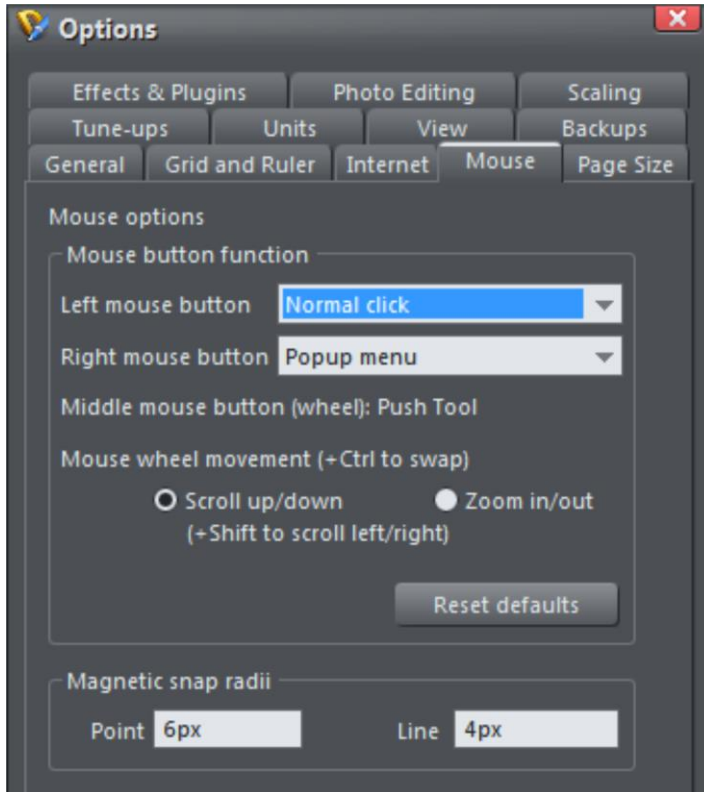 Options
Effects & Plugins Photo Editing Scaling
Tune-ups Units View Backups
General Grid and Ruler Internet Mouse Page Size
Mouse options
Mouse button function
Left mouse button Normal click
Right mouse button Popup menu
Middle mouse button (wheel): Push Tool
Mouse wheel movement (+Ctrl to swap)
Scroll up/down Zoom in/out
(+Shift to scroll left/right)
Reset defaults
Magnetic snap radii
Point 6px Line 4px